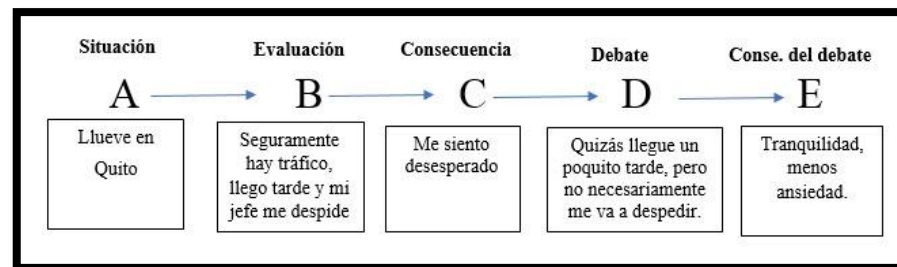 Situación
Evaluación
Consecuencia
Debate
Conse. del debate
A
B
C
D
E
Llueve en
Quito
Seguramente
hay tráfico,
llego tarde y mi
jefe me despide
Me siento
desesperado
Quizás llegue un
poquito tarde, pero
no necesariamente
me va a despedir.
Tranquilidad,
menos
ansiedad.